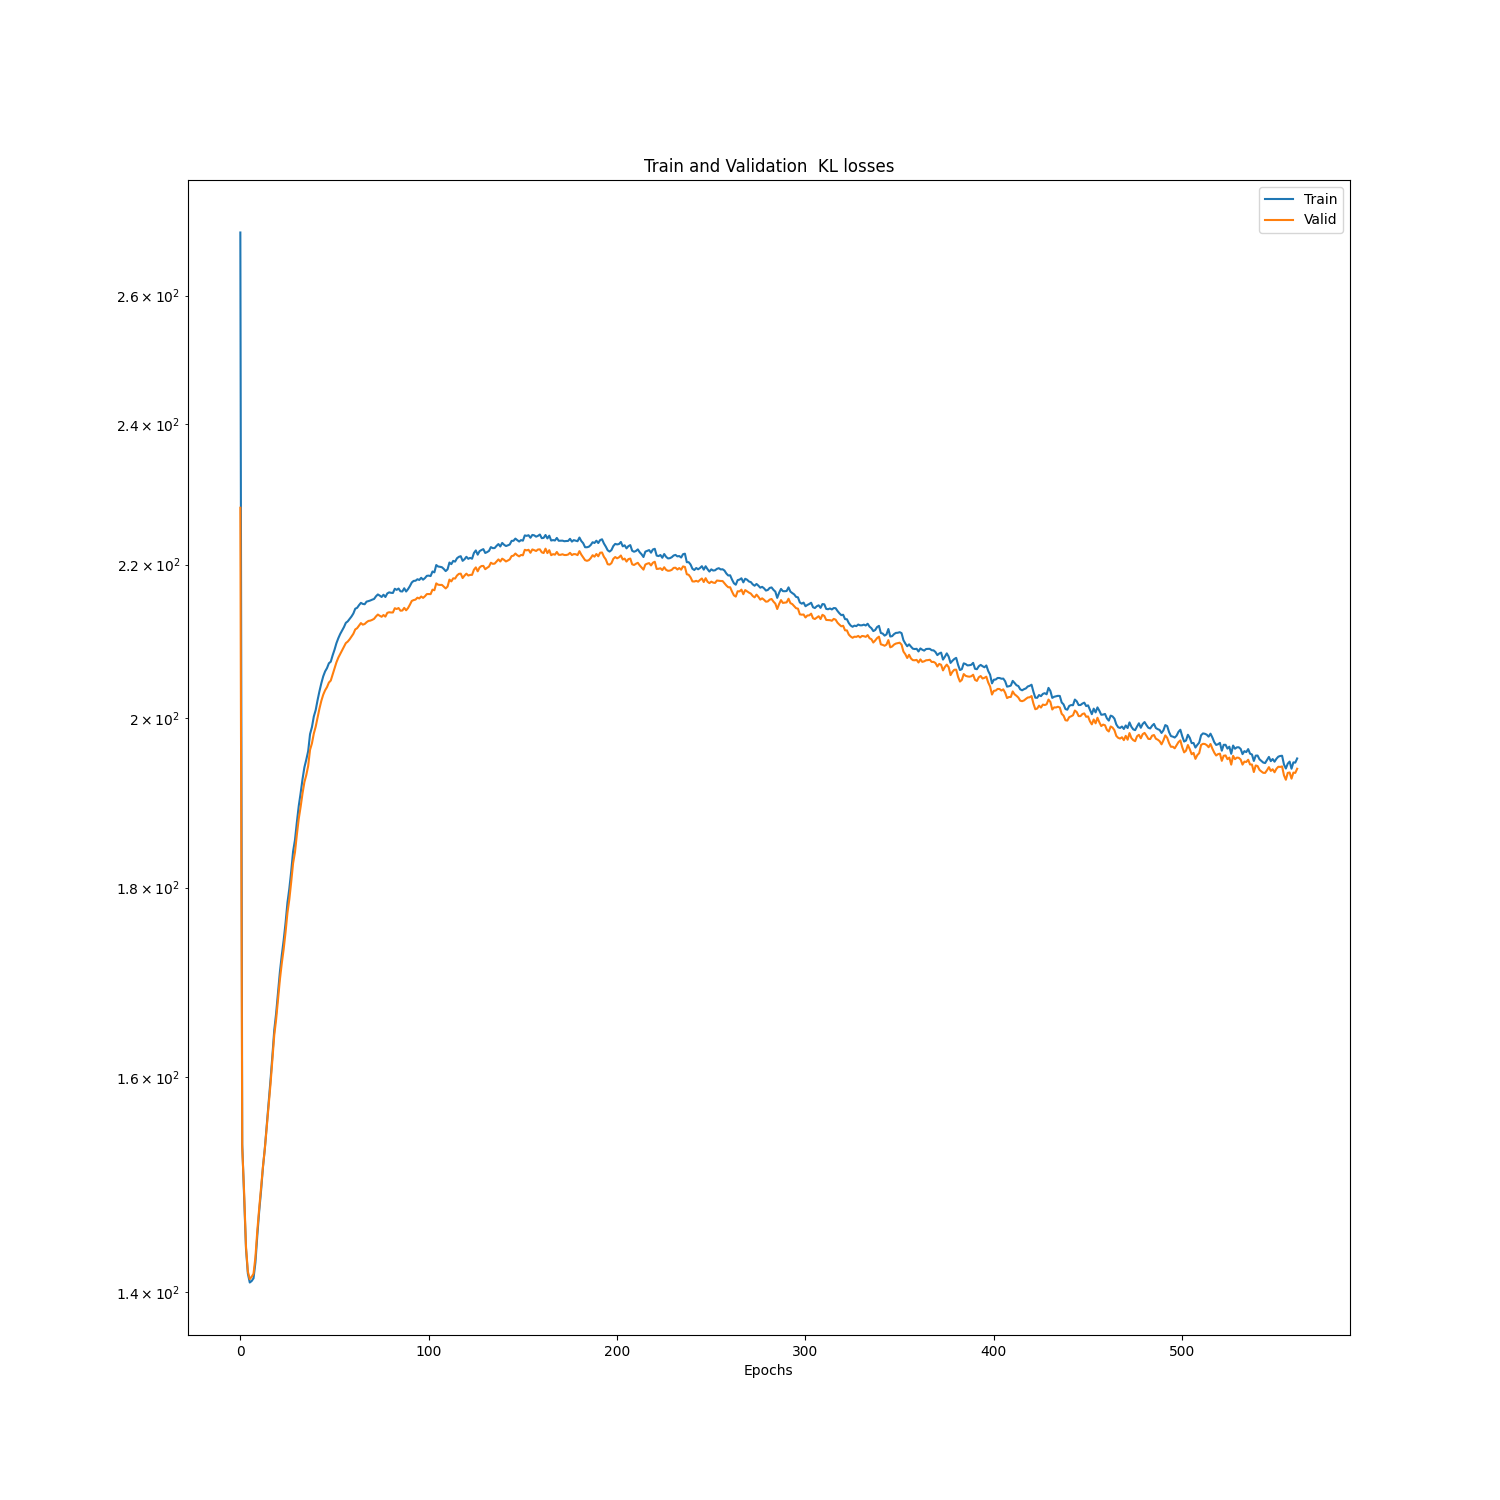 Train and Validation  KL losses
Train
Valid
2.6 × 10²
2.4 × 10²
2.2 × 10²
2 × 10²
1.8 × 10²
1.6 × 10²
1.4 × 10²
0 100 200 300 400 500
Epochs